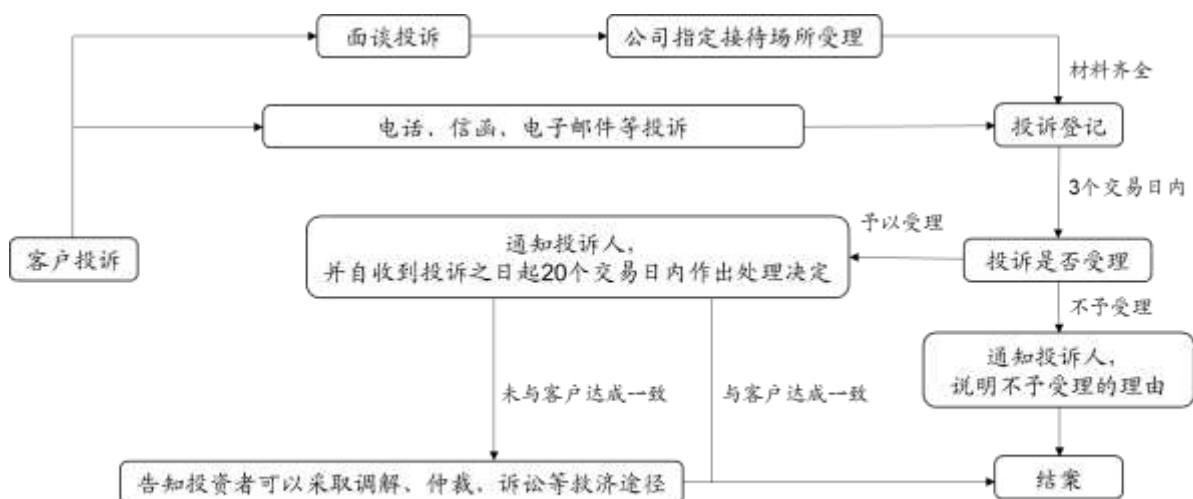 面谈投诉
公司指定接待场所受理
材料齐全
电话、信函、电子邮件等投诉
投诉登记
3个交易日内
客户投诉
通知投诉人，
并自收到投诉之日起20个交易日内作出处理决定
予以受理
投诉是否受理
不予受理
通知投诉人，
说明不予受理的理由
未与客户达成一致
与客户达成一致
告知投资者可以采取调解、仲裁、诉讼等救济途径
结案